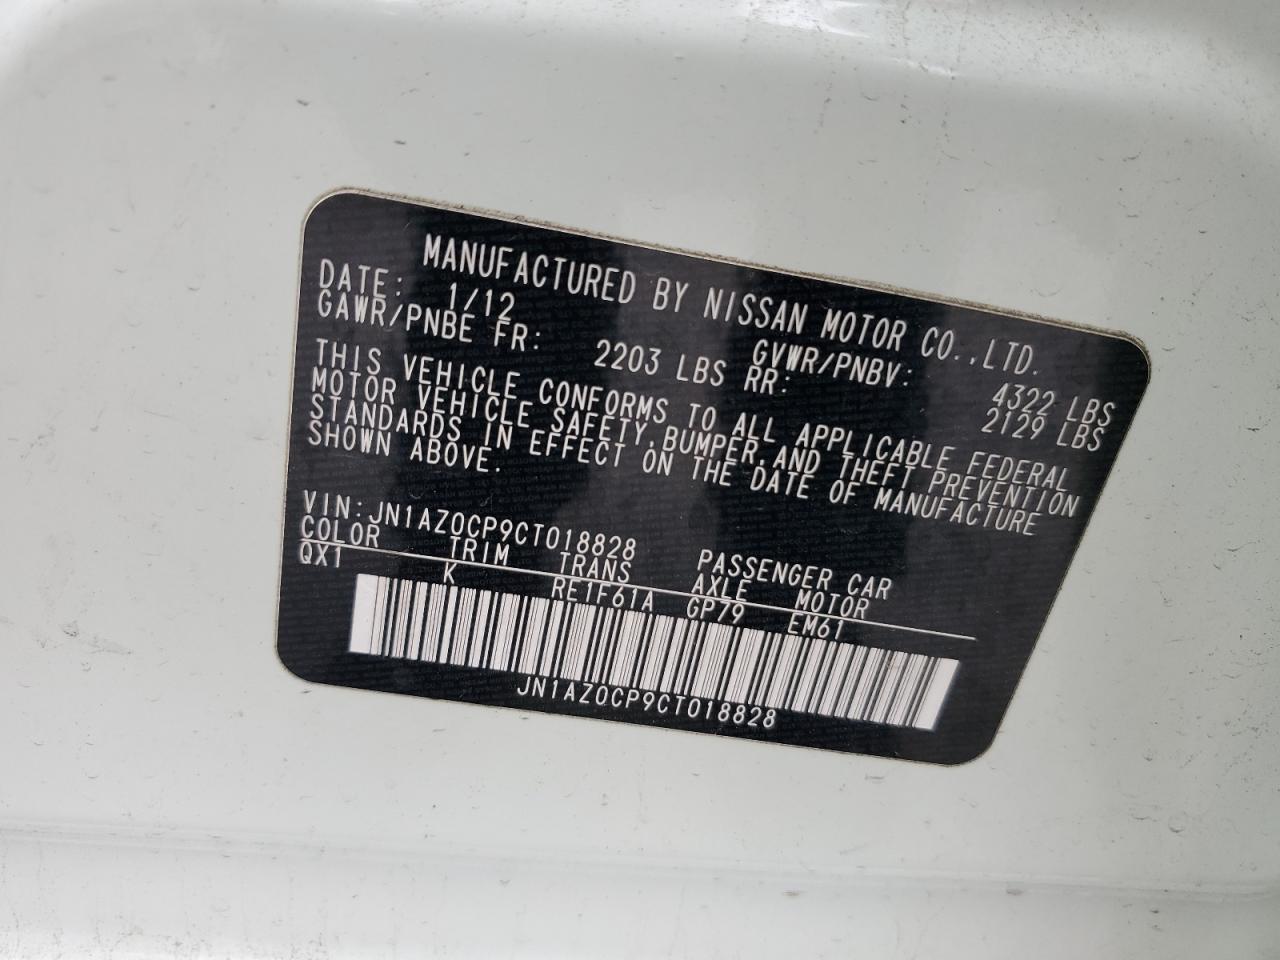 MANUFACTURED BY NISSAN MOTOR CO.,LTD.
DATE: 1/12 GVWR/PNBV: 4322 LBS
GAWR/PNBE FR: 2203 LBS RR: 2129 LBS
THIS VEHICLE CONFORMS TO ALL APPLICABLE FEDERAL
MOTOR VEHICLE SAFETY,BUMPER,AND THEFT PREVENTION
STANDARDS IN EFFECT ON THE DATE OF MANUFACTURE
SHOWN ABOVE.
VIN:JN1AZ0CP9CT018828 PASSENGER CAR
COLOR TRIM TRANS AXLE MOTOR
QX1 K RE1F61A GP79 EM61
JN1AZ0CP9CT018828